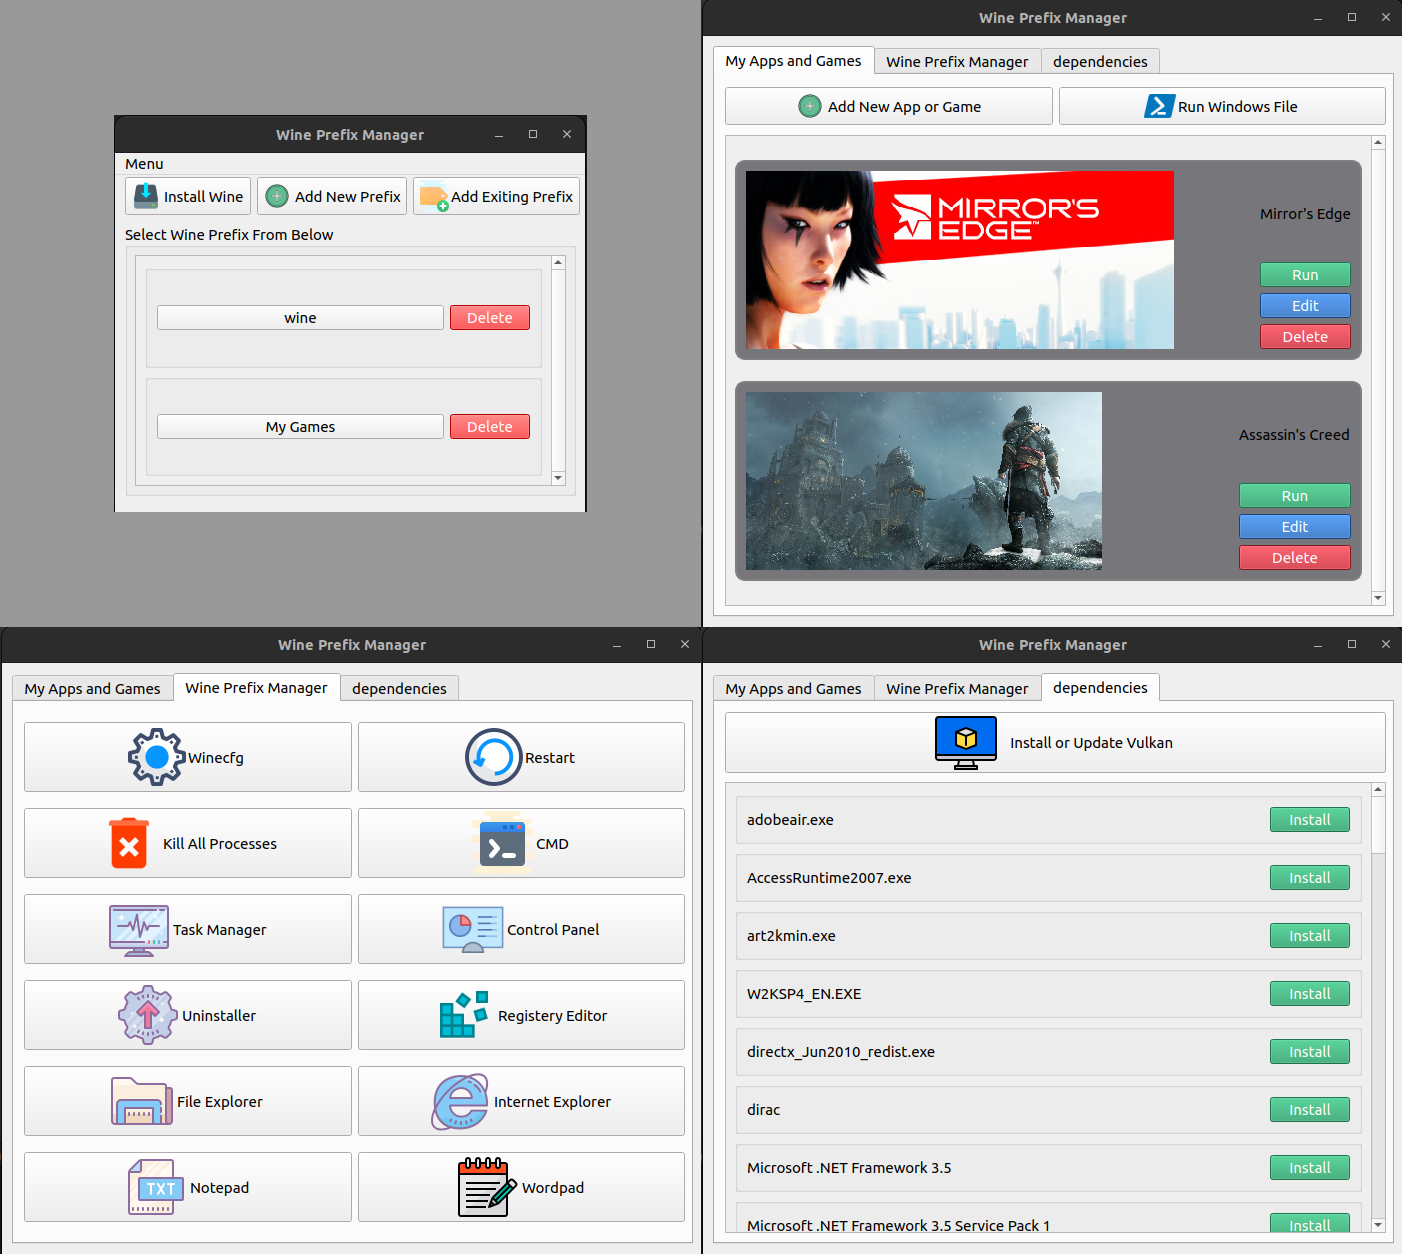 Wine Prefix Manager
Menu
Install Wine
Add New Prefix
Add Exiting Prefix
Select Wine Prefix From Below
wine
Delete
My Games
Delete
Wine Prefix Manager
My Apps and Games
Wine Prefix Manager
dependencies
Add New App or Game
Run Windows File
MIRROR'S
EDGE™
Mirror's Edge
Run
Edit
Delete
Assassin's Creed
Run
Edit
Delete
Wine Prefix Manager
My Apps and Games
Wine Prefix Manager
dependencies
Winecfg
Restart
Kill All Processes
CMD
Task Manager
Control Panel
Uninstaller
Registery Editor
File Explorer
Internet Explorer
TXT
Notepad
Wordpad
Wine Prefix Manager
My Apps and Games
Wine Prefix Manager
dependencies
Install or Update Vulkan
adobeair.exe
Install
AccessRuntime2007.exe
Install
art2kmin.exe
Install
W2KSP4_EN.EXE
Install
directx_Jun2010_redist.exe
Install
dirac
Install
Microsoft .NET Framework 3.5
Install
Microsoft .NET Framework 3.5 Service Pack 1
Install